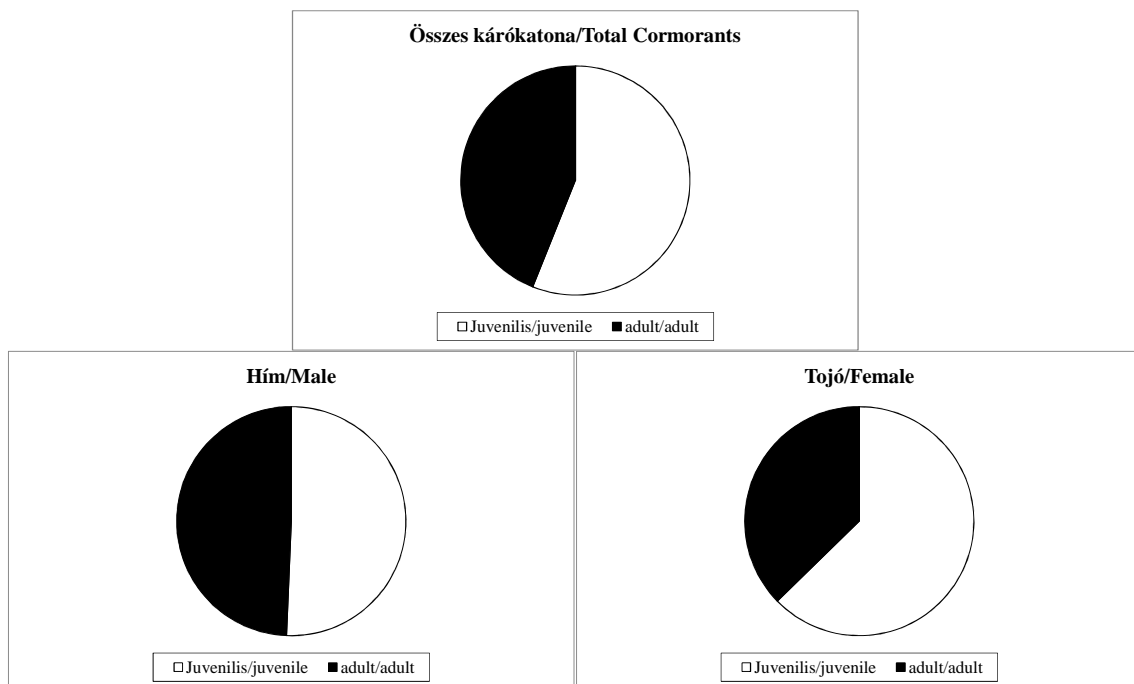 Összes kárókatona/Total Cormorants
Juvenilis/juvenile adult/adult
Hím/Male
Juvenilis/juvenile adult/adult
Tojó/Female
Juvenilis/juvenile adult/adult